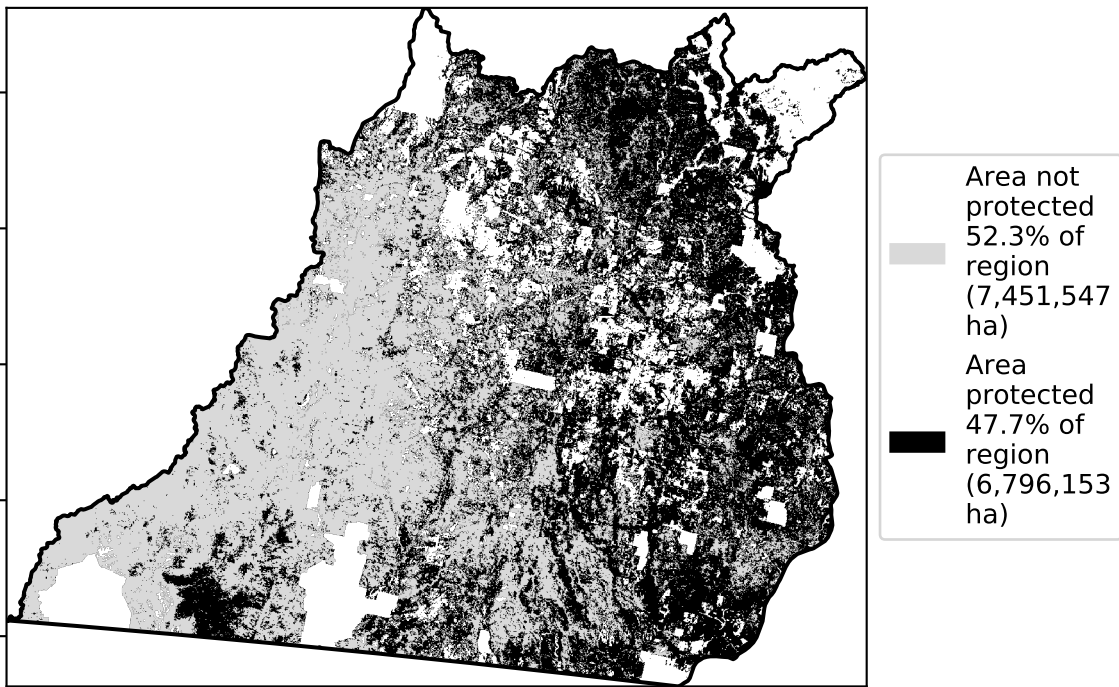 Area not
protected
52.3% of
region
(7,451,547
ha)
Area
protected
47.7% of
region
(6,796,153
ha)